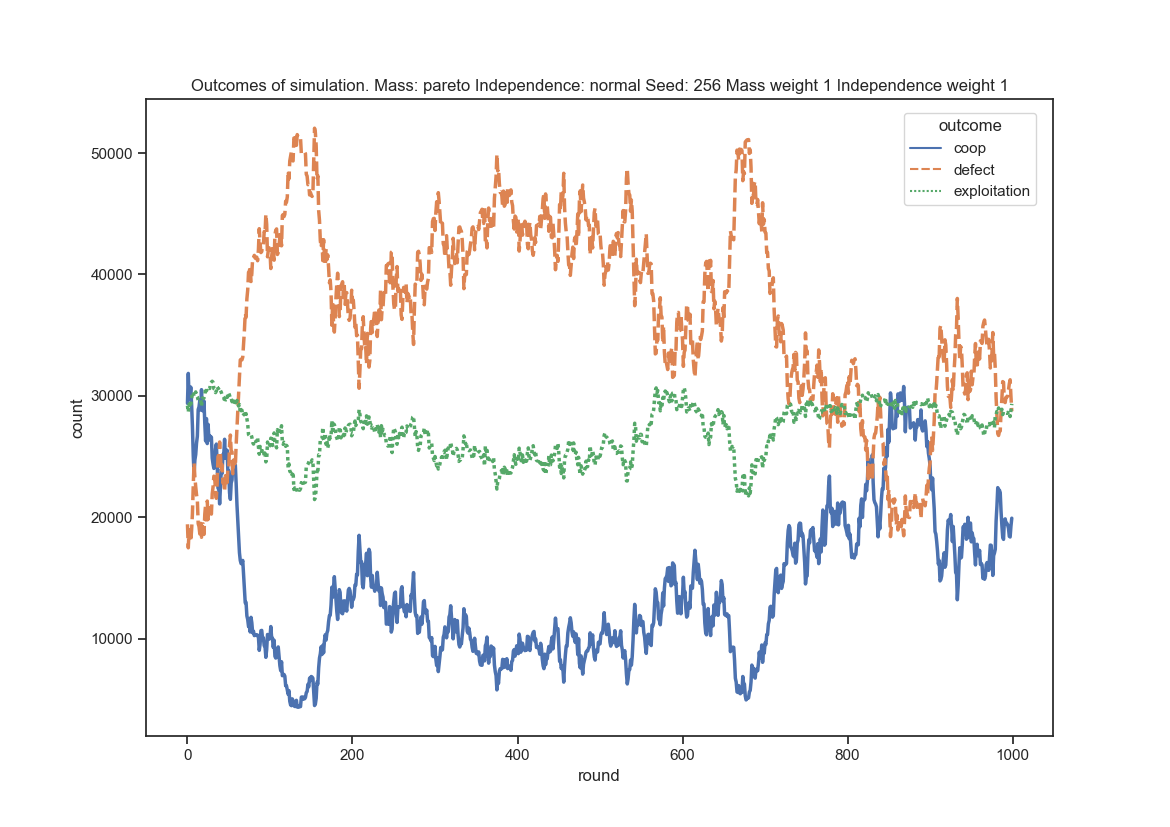 Outcomes of simulation. Mass: pareto Independence: normal Seed: 256 Mass weight 1 Independence weight 1
outcome
coop
defect
exploitation
count
50000
40000
30000
20000
10000
0 200 400 600 800 1000
round